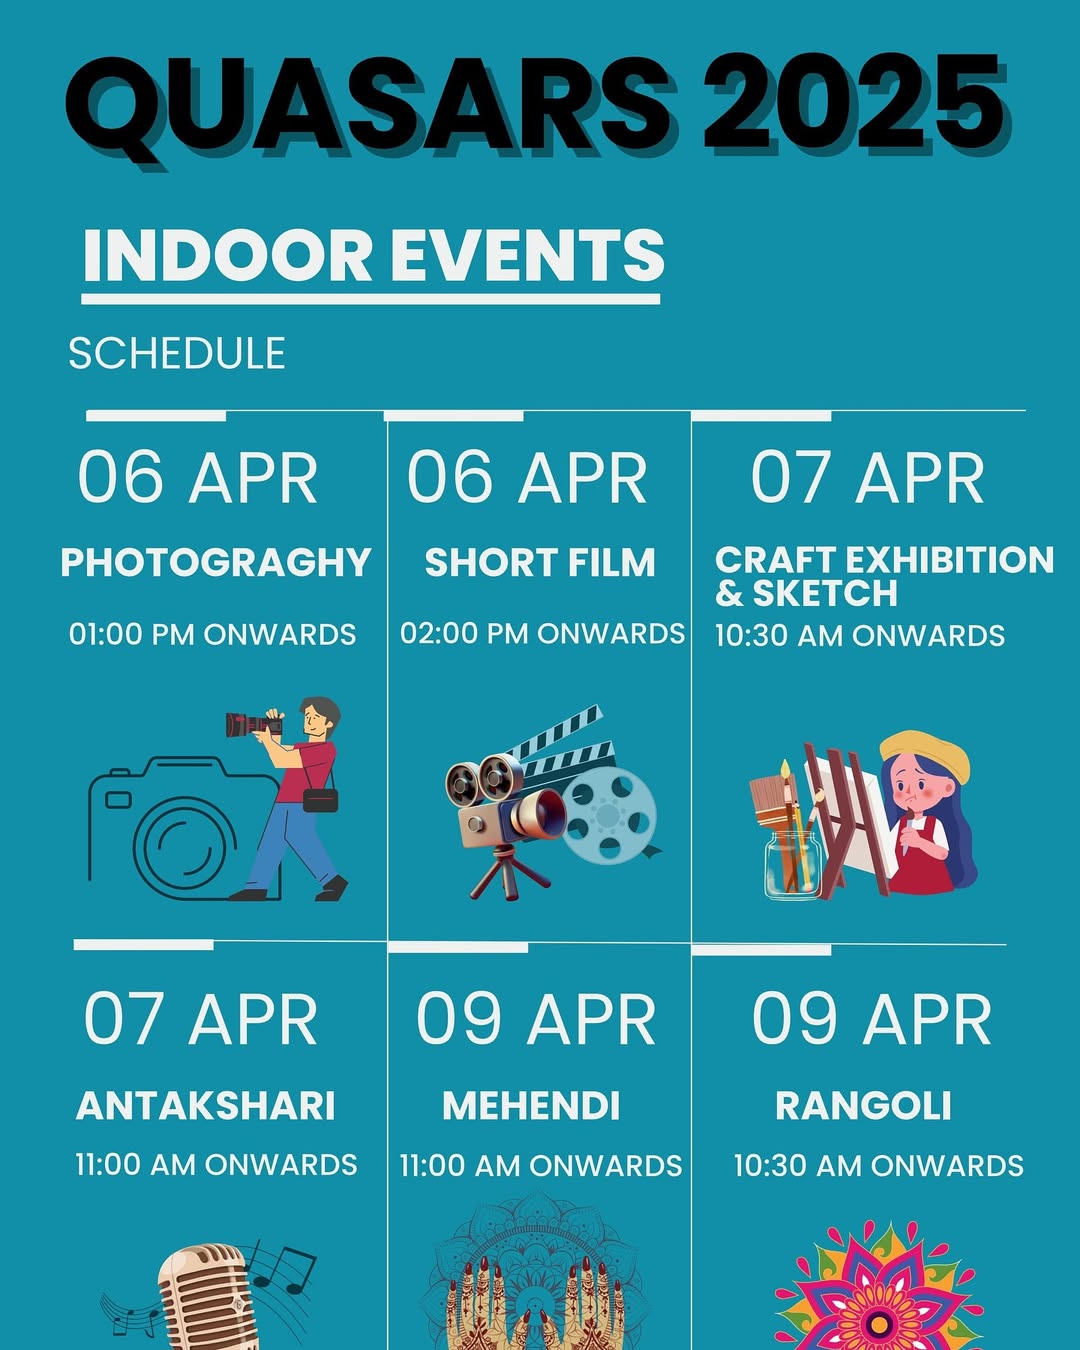 QUASARS 2025
INDOOR EVENTS
SCHEDULE
06 APR
PHOTOGRAGHY
01:00 PM ONWARDS
06 APR
SHORT FILM
02:00 PM ONWARDS
07 APR
CRAFT EXHIBITION
& SKETCH
10:30 AM ONWARDS
07 APR
ANTAKSHARI
11:00 AM ONWARDS
09 APR
MEHENDI
11:00 AM ONWARDS
09 APR
RANGOLI
10:30 AM ONWARDS